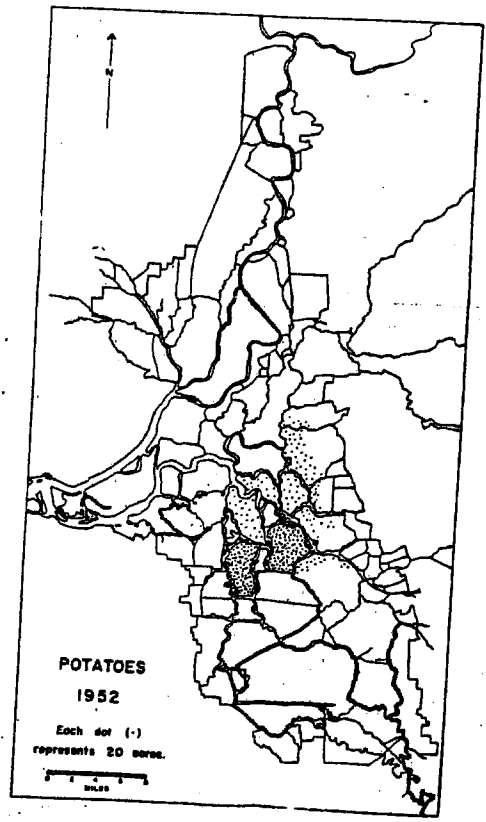 N
POTATOES
1952
Each dot (·)
represents 20 acres.
MILES